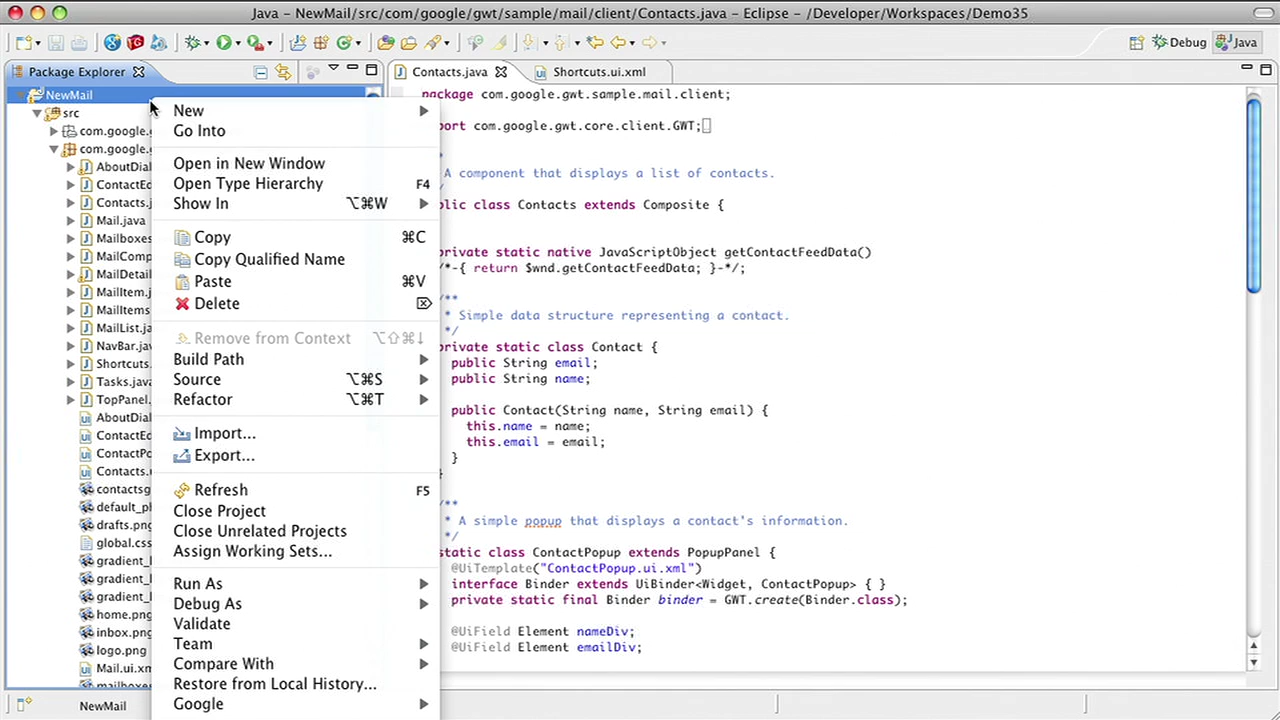 Java – NewMail/src/com/google/gwt/sample/mail/client/Contacts.java – Eclipse – /Developer/Workspaces/Demo35
Debug
Java
Package Explorer
NewMail
src
com.google.g
com.google.g
AboutDial
ContactEd
Contacts.j
Mail.java
Mailboxes
MailComp
MailDetail
MailItem.j
MailItems
MailList.ja
NavBar.jav
Shortcuts.
Tasks.java
TopPanel.
AboutDial
ContactEd
ContactPo
Contacts.u
contactsg
default_ph
drafts.png
global.css
gradient_b
gradient_b
gradient_b
home.png
inbox.png
logo.png
Mail.ui.xm
mailboxe
New
Go Into
Open in New Window
Open Type Hierarchy F4
Show In ⌥⌘W
Copy ⌘C
Copy Qualified Name
Paste ⌘V
Delete ⌦
Remove from Context ⌥⇧⌘↓
Build Path
Source ⌥⌘S
Refactor ⌥⌘T
Import...
Export...
Refresh F5
Close Project
Close Unrelated Projects
Assign Working Sets...
Run As
Debug As
Validate
Team
Compare With
Restore from Local History...
Google
Contacts.java
Shortcuts.ui.xml
package com.google.gwt.sample.mail.client;
port com.google.gwt.core.client.GWT;
*
A component that displays a list of contacts.
/
public class Contacts extends Composite {
private static native JavaScriptObject getContactFeedData()
/*-{ return $wnd.getContactFeedData; }-*/;
/**
* Simple data structure representing a contact.
*/
private static class Contact {
public String email;
public String name;
public Contact(String name, String email) {
this.name = name;
this.email = email;
}
}
/**
* A simple popup that displays a contact's information.
*/
static class ContactPopup extends PopupPanel {
@UiTemplate("ContactPopup.ui.xml")
interface Binder extends UiBinder<Widget, ContactPopup> { }
private static final Binder binder = GWT.create(Binder.class);
@UiField Element nameDiv;
@UiField Element emailDiv;
NewMail